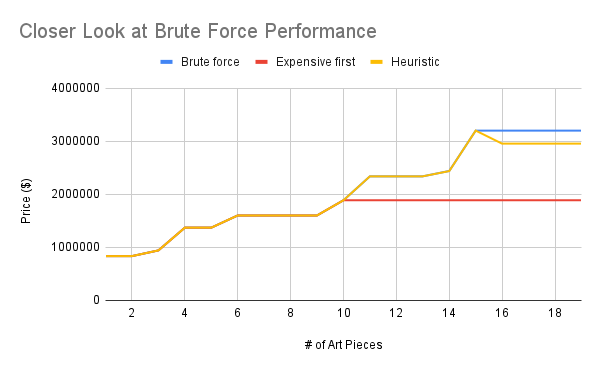 Closer Look at Brute Force Performance
Brute force Expensive first Heuristic
4000000
3000000
2000000
1000000
0
Price ($)
2 4 6 8 10 12 14 16 18
# of Art Pieces